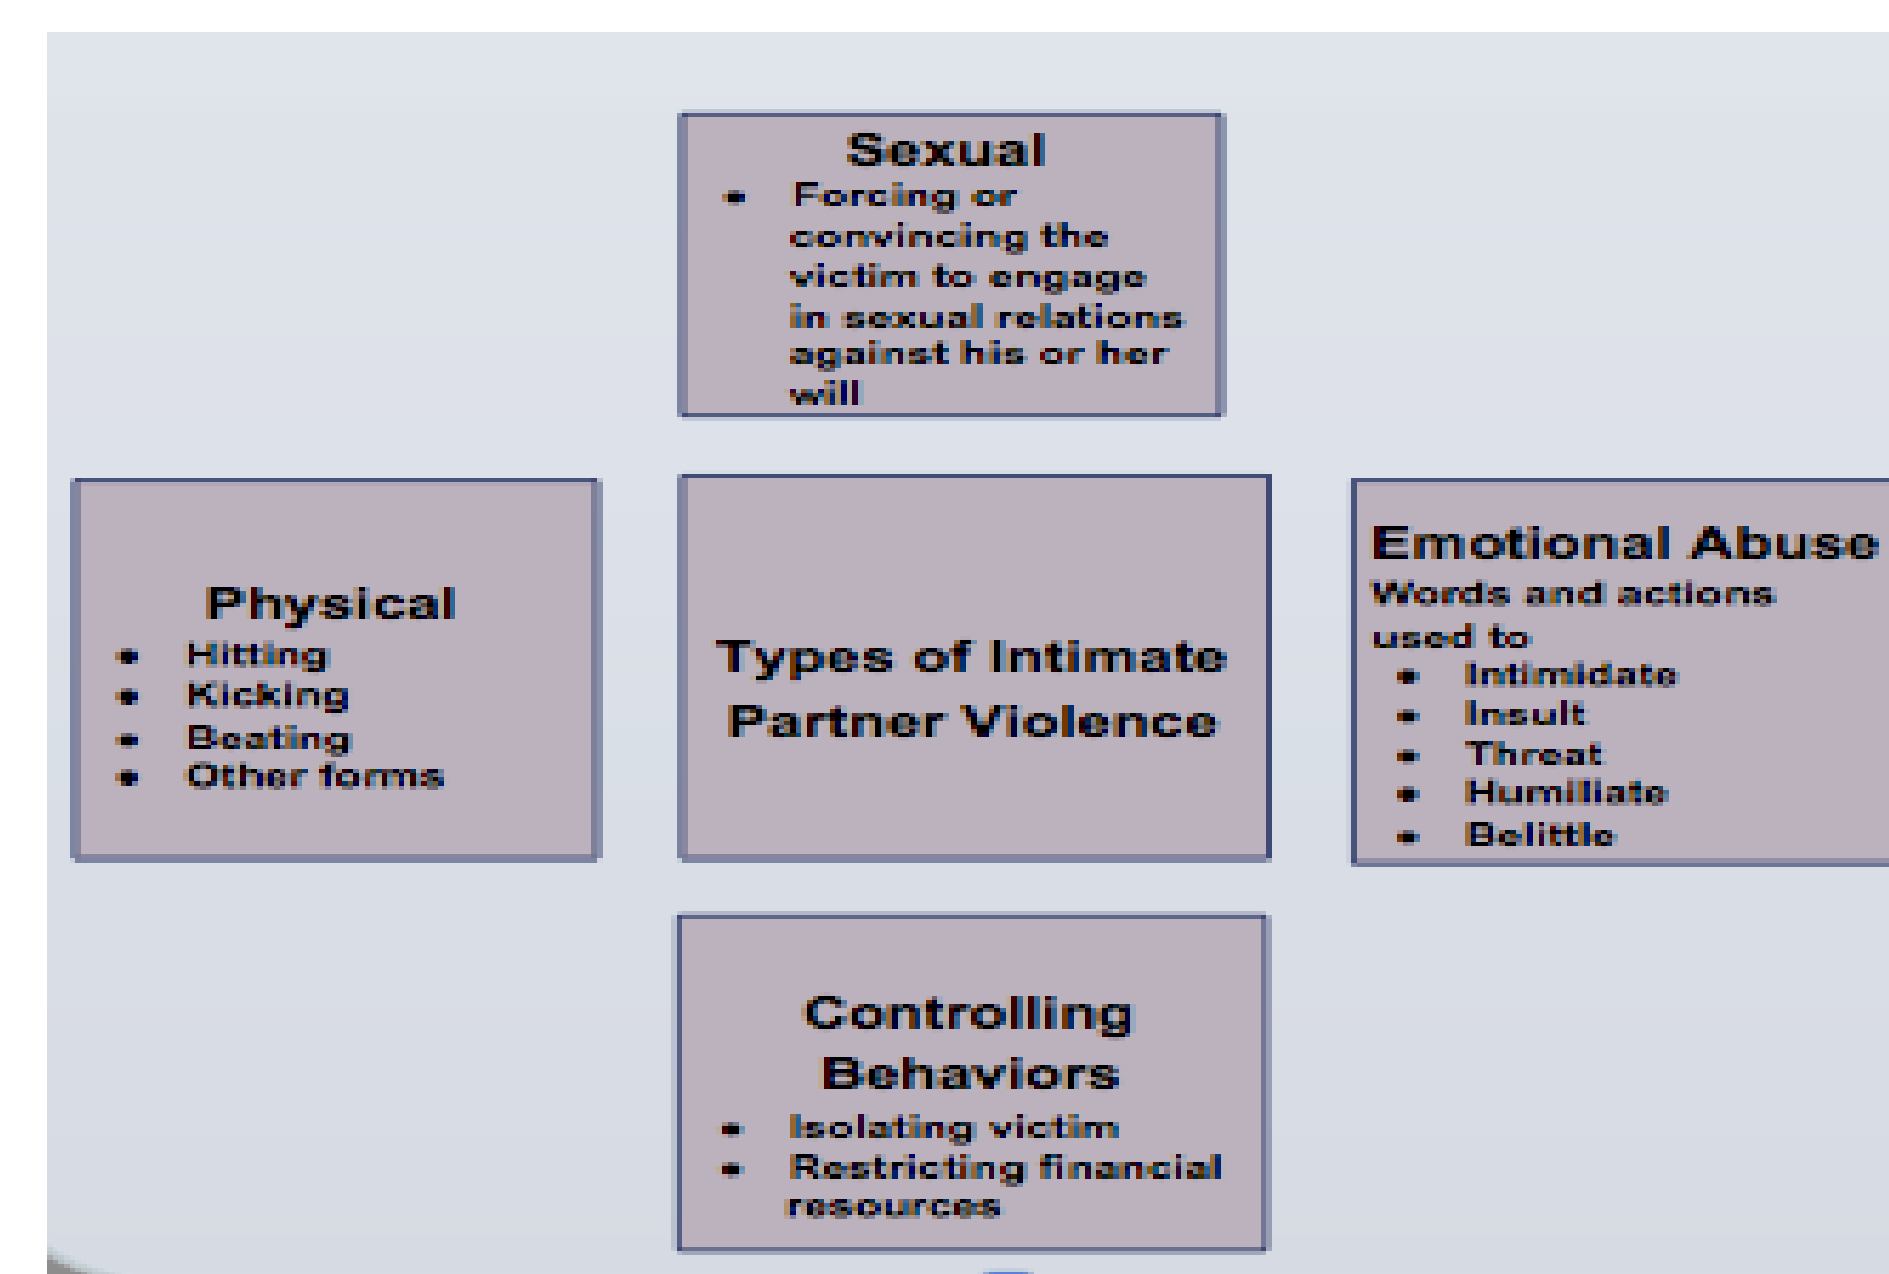 Sexual
• Forcing or
convincing the
victim to engage
in sexual relations
against his or her
will
Physical
• Hitting
• Kicking
• Beating
• Other forms
Types of Intimate
Partner Violence
Emotional Abuse
Words and actions
used to
• Intimidate
• Insult
• Threat
• Humiliate
• Belittle
Controlling
Behaviors
• Isolating victim
• Restricting financial
resources